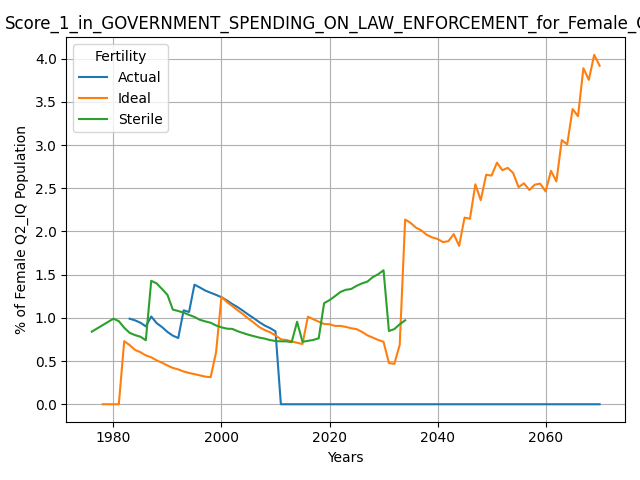 Score_1_in_GOVERNMENT_SPENDING_ON_LAW_ENFORCEMENT_for_Female_
Fertility
Actual
Ideal
Sterile
% of Female Q2_IQ Population
4.0
3.5
3.0
2.5
2.0
1.5
1.0
0.5
0.0
1980 2000 2020 2040 2060
Years